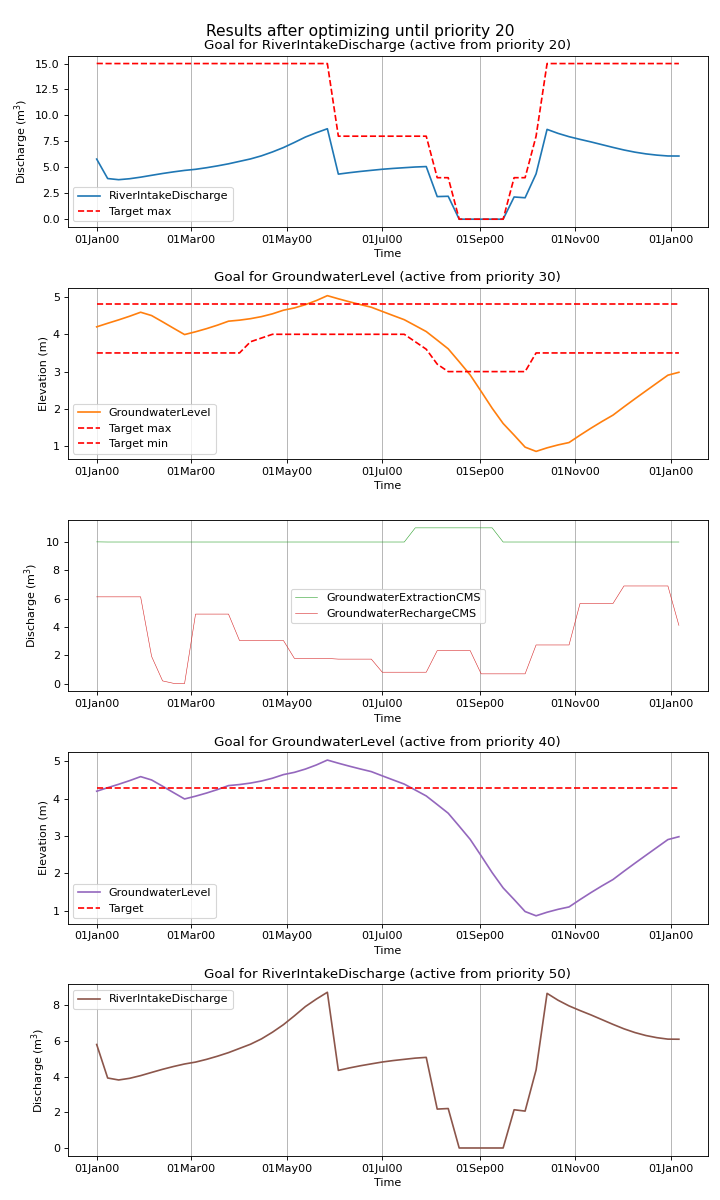 Results after optimizing until priority 20
Goal for RiverIntakeDischarge (active from priority 20)
Discharge (m³)
15.0
12.5
10.0
7.5
5.0
2.5
0.0
RiverIntakeDischarge
Target max
01Jan00 01Mar00 01May00 01Jul00 01Sep00 01Nov00 01Jan00
Time
Goal for GroundwaterLevel (active from priority 30)
Elevation (m)
5
4
3
2
1
GroundwaterLevel
Target max
Target min
01Jan00 01Mar00 01May00 01Jul00 01Sep00 01Nov00 01Jan00
Time
Discharge (m³)
10
8
6
4
2
0
GroundwaterExtractionCMS
GroundwaterRechargeCMS
01Jan00 01Mar00 01May00 01Jul00 01Sep00 01Nov00 01Jan00
Time
Goal for GroundwaterLevel (active from priority 40)
Elevation (m)
5
4
3
2
1
GroundwaterLevel
Target
01Jan00 01Mar00 01May00 01Jul00 01Sep00 01Nov00 01Jan00
Time
Goal for RiverIntakeDischarge (active from priority 50)
Discharge (m³)
8
6
4
2
0
RiverIntakeDischarge
01Jan00 01Mar00 01May00 01Jul00 01Sep00 01Nov00 01Jan00
Time